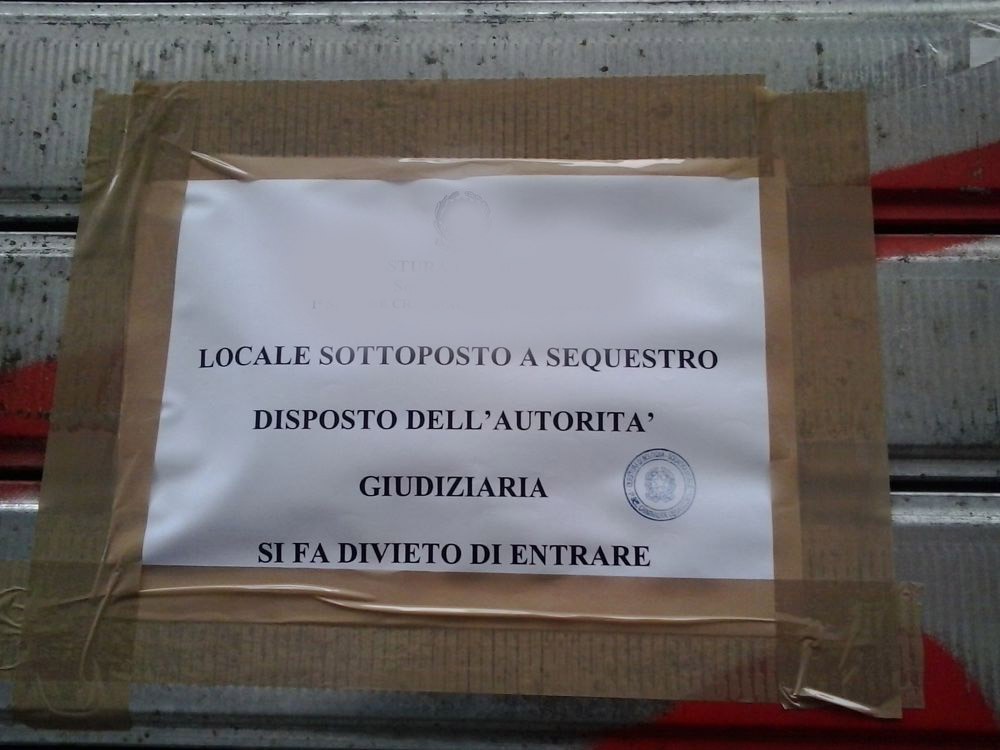 LOCALE SOTTOPOSTO A SEQUESTRO
DISPOSTO DELL'AUTORITA'
GIUDIZIARIA
SI FA DIVIETO DI ENTRARE